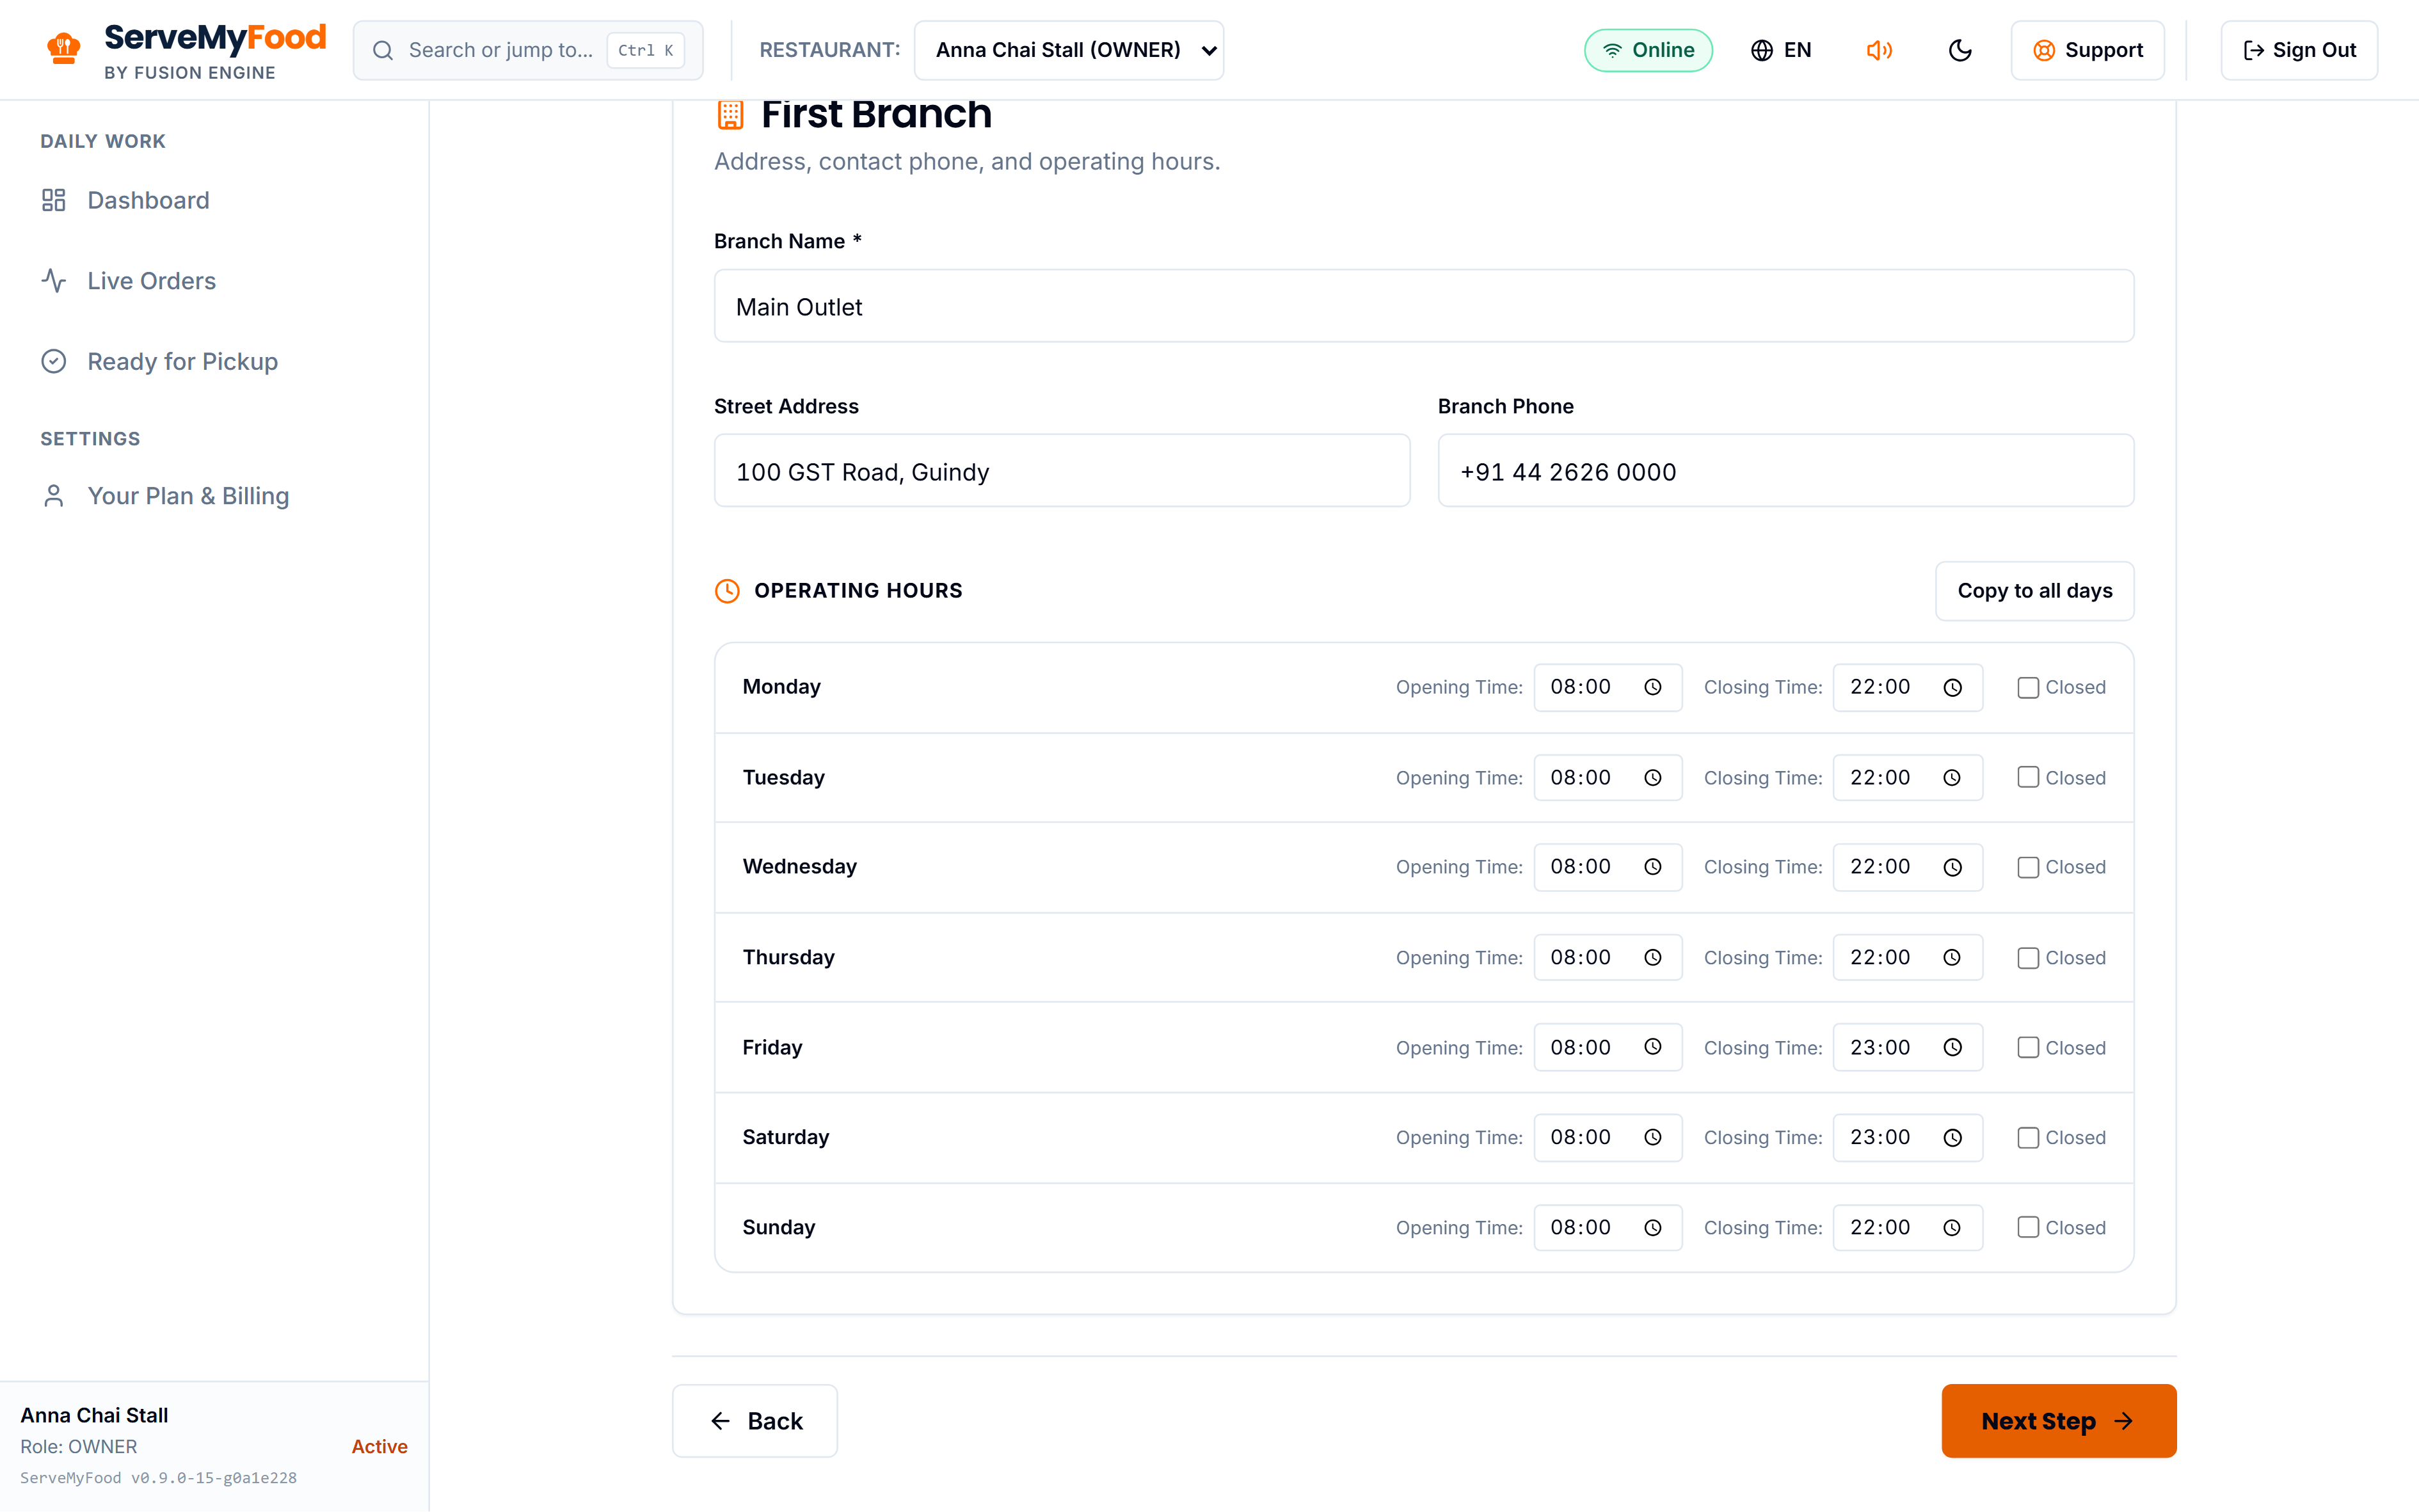 ServeMyFood
BY FUSION ENGINE
Search or jump to... Ctrl K
RESTAURANT: Anna Chai Stall (OWNER)
Online
EN
Support
Sign Out
DAILY WORK
Dashboard
Live Orders
Ready for Pickup
SETTINGS
Your Plan & Billing
First Branch
Address, contact phone, and operating hours.
Branch Name *
Main Outlet
Street Address
100 GST Road, Guindy
Branch Phone
+91 44 2626 0000
OPERATING HOURS
Copy to all days
Monday Opening Time: 08:00 Closing Time: 22:00 Closed
Tuesday Opening Time: 08:00 Closing Time: 22:00 Closed
Wednesday Opening Time: 08:00 Closing Time: 22:00 Closed
Thursday Opening Time: 08:00 Closing Time: 22:00 Closed
Friday Opening Time: 08:00 Closing Time: 23:00 Closed
Saturday Opening Time: 08:00 Closing Time: 23:00 Closed
Sunday Opening Time: 08:00 Closing Time: 22:00 Closed
Back
Next Step
Anna Chai Stall
Role: OWNER Active
ServeMyFood v0.9.0-15-g0a1e228